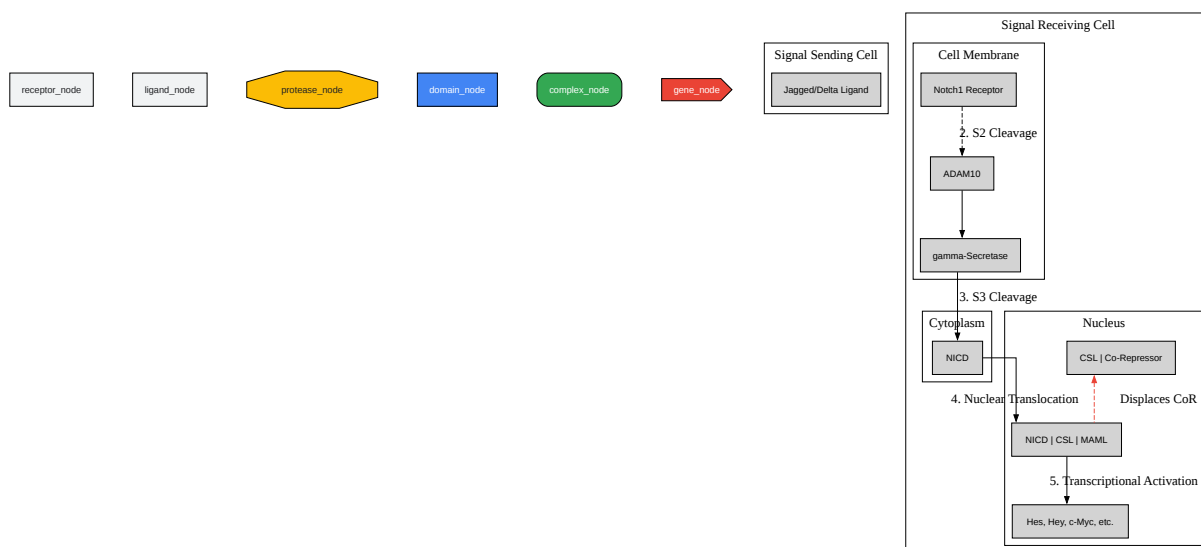 receptor_node
ligand_node
protease_node
domain_node
complex_node
gene_node
Signal Sending Cell
Jagged/Delta Ligand
Signal Receiving Cell
Cell Membrane
Notch1 Receptor
2. S2 Cleavage
ADAM10
gamma-Secretase
3. S3 Cleavage
Cytoplasm
NICD
Nucleus
CSL | Co-Repressor
4. Nuclear Translocation
Displaces CoR
NICD | CSL | MAML
5. Transcriptional Activation
Hes, Hey, c-Myc, etc.